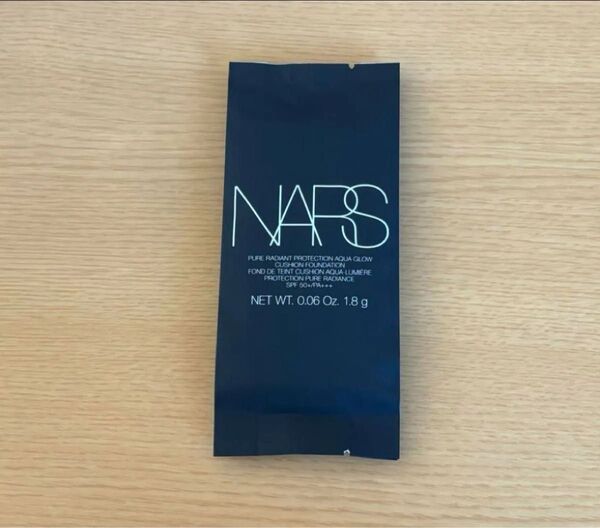 NARS
PURE RADIANT PROTECTION AQUA GLOW
CUSHION FOUNDATION
FOND DE TEINT CUSHION AQUA-LUMIÈRE
PROTECTION PURE RADIANCE
SPF 50+/PA+++
NET WT. 0.06 Oz. 1.8 g